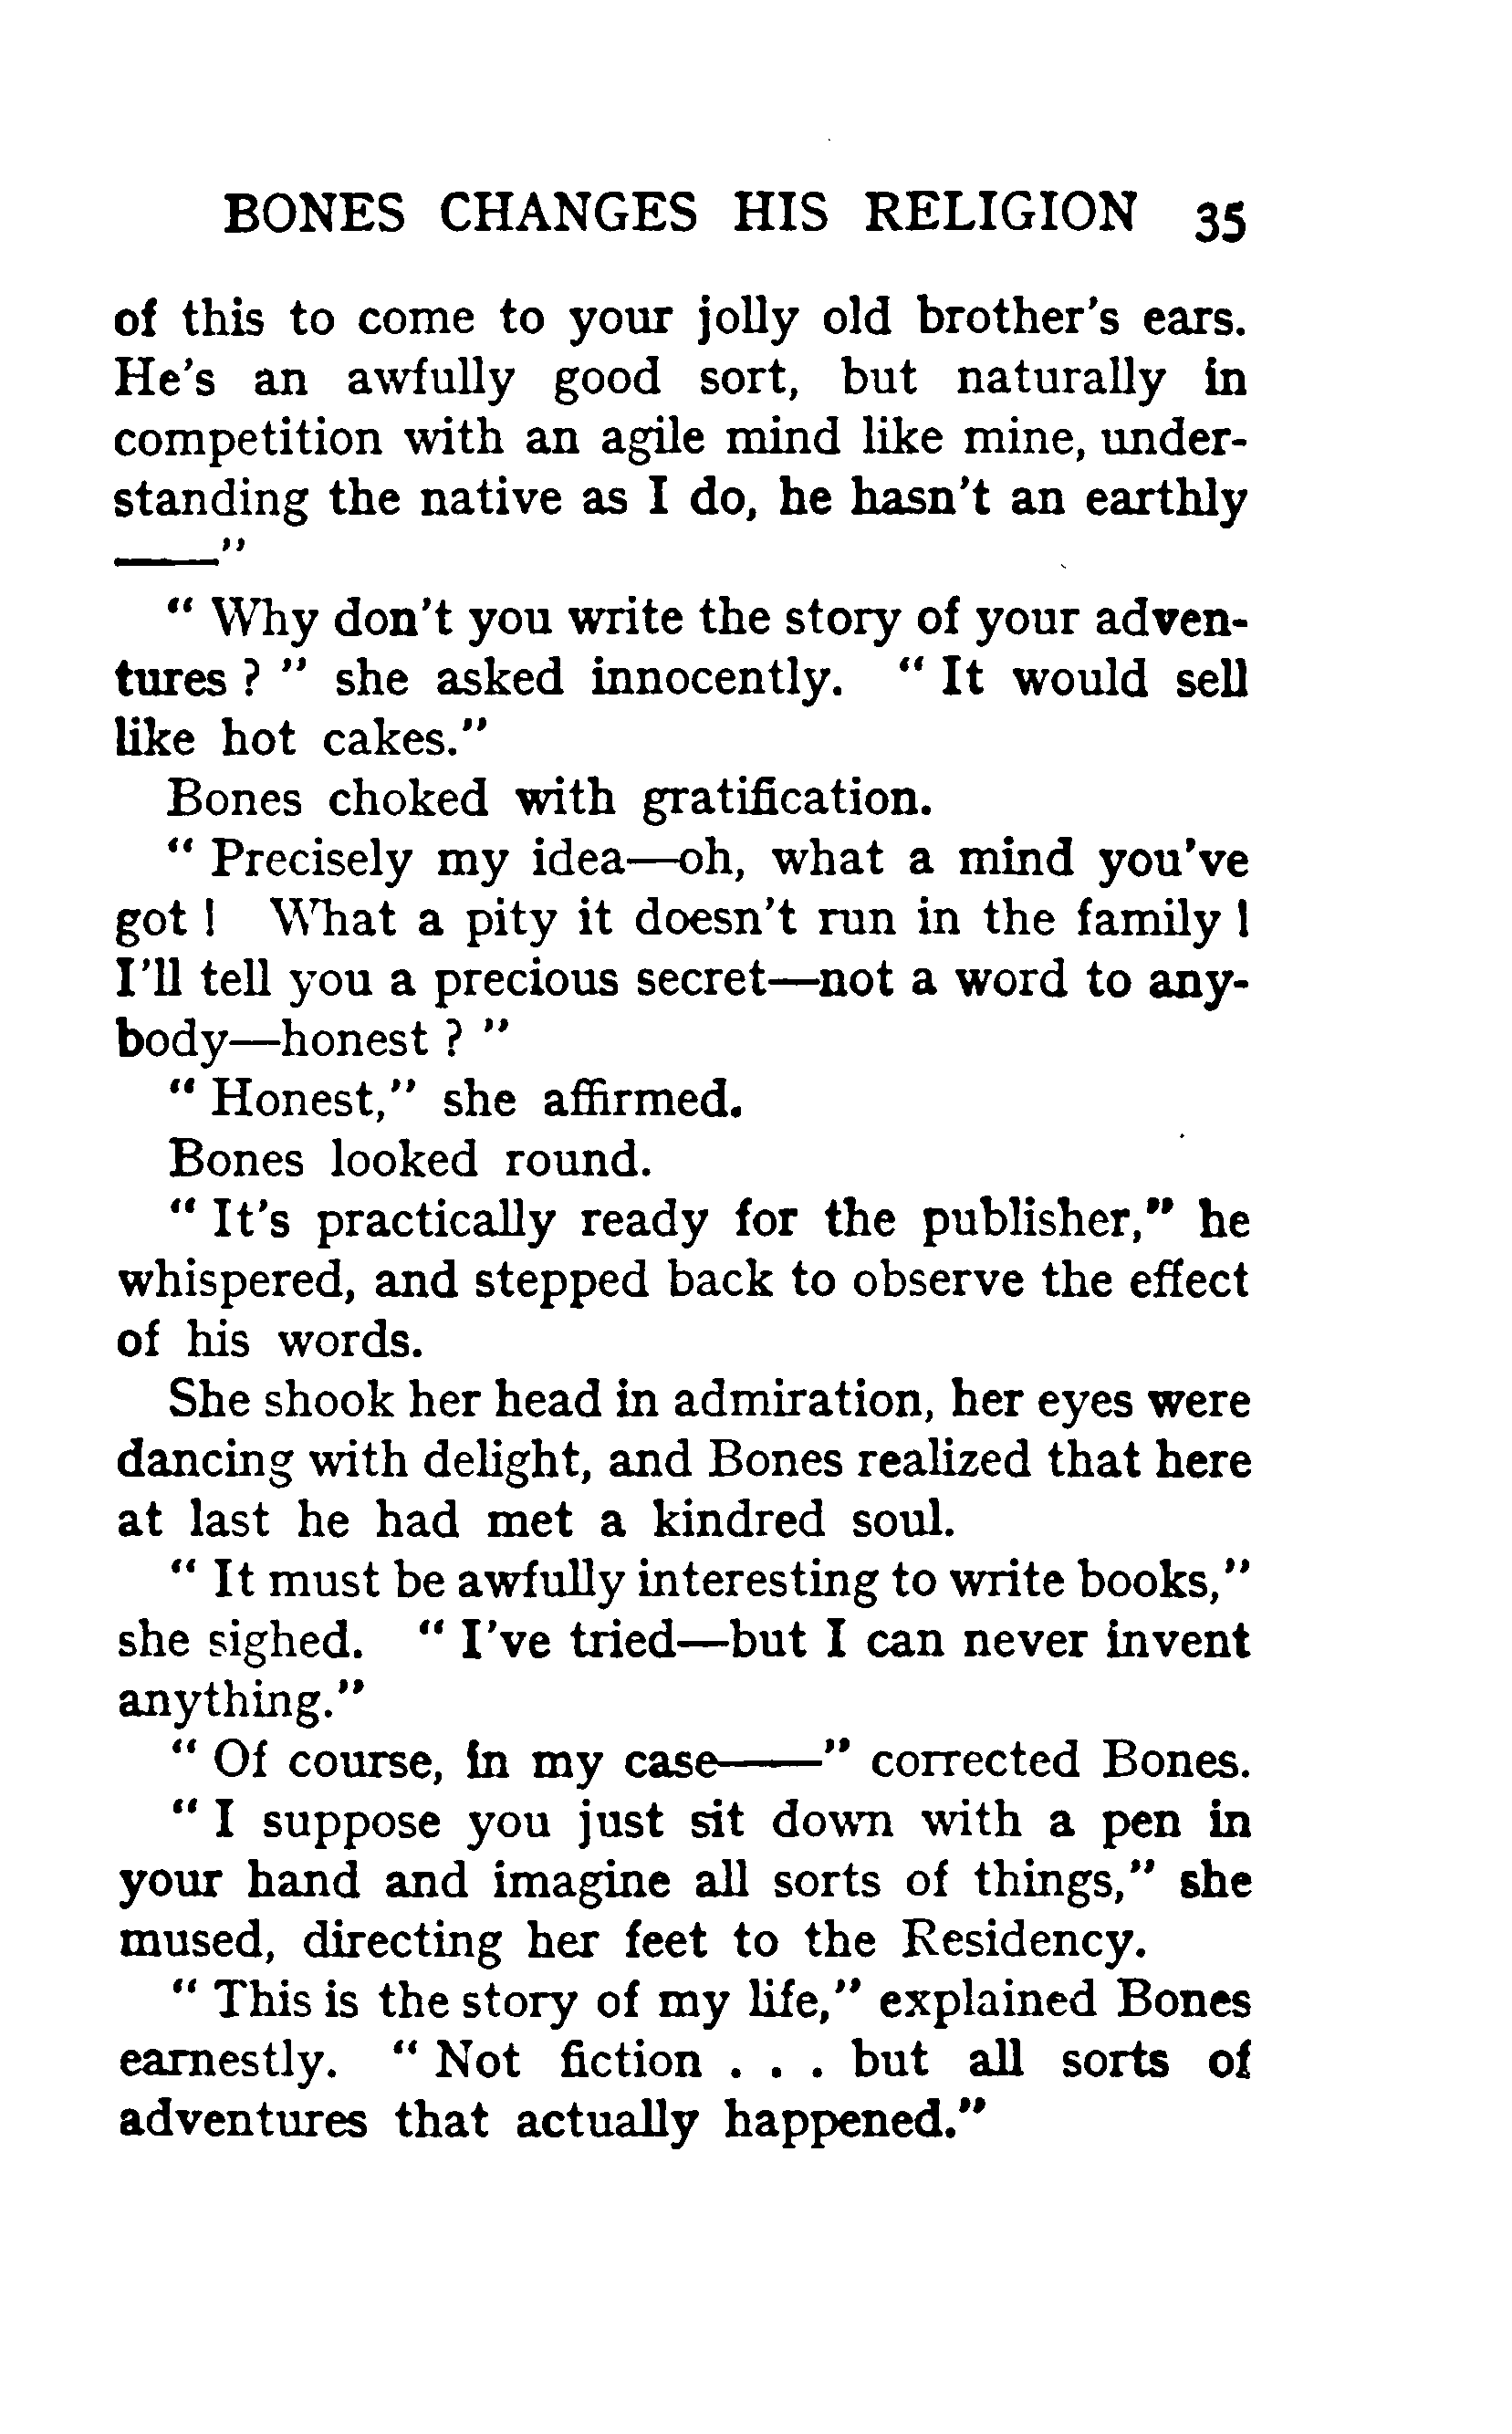 BONES CHANGES HIS RELIGION 35
of this to come to your jolly old brother's ears.
He's an awfully good sort, but naturally in
competition with an agile mind like mine, under-
standing the native as I do, he hasn't an earthly
——"
" Why don't you write the story of your adven-
tures ? " she asked innocently. " It would sell
like hot cakes."
Bones choked with gratification.
" Precisely my idea—oh, what a mind you've
got ! What a pity it doesn't run in the family !
I'll tell you a precious secret—not a word to any-
body—honest ? "
" Honest," she affirmed.
Bones looked round.
" It's practically ready for the publisher," he
whispered, and stepped back to observe the effect
of his words.
She shook her head in admiration, her eyes were
dancing with delight, and Bones realized that here
at last he had met a kindred soul.
" It must be awfully interesting to write books,"
she sighed. " I've tried—but I can never invent
anything."
" Of course, in my case——" corrected Bones.
" I suppose you just sit down with a pen in
your hand and imagine all sorts of things," she
mused, directing her feet to the Residency.
" This is the story of my life," explained Bones
earnestly. " Not fiction . . . but all sorts of
adventures that actually happened."